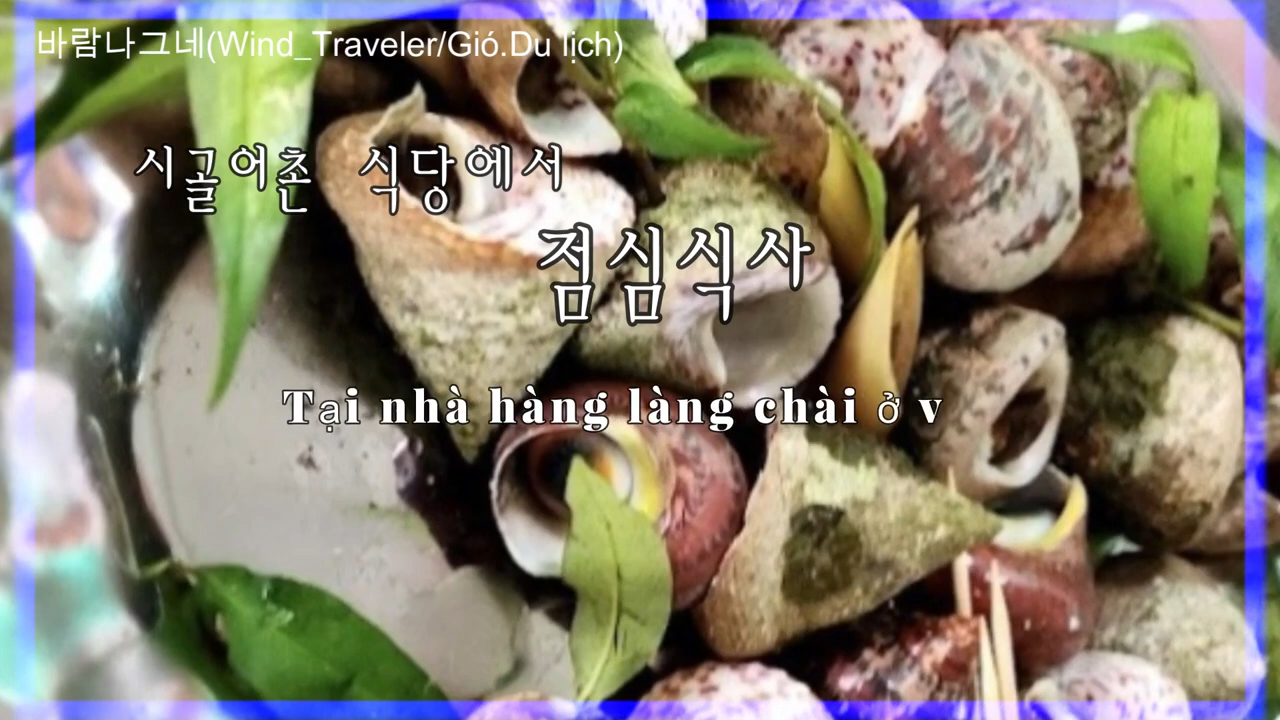 바람나그네(Wind_Traveler/Gió.Du lịch)
시골어촌 식당에서
점심식사
Tại nhà hàng làng chài ở v